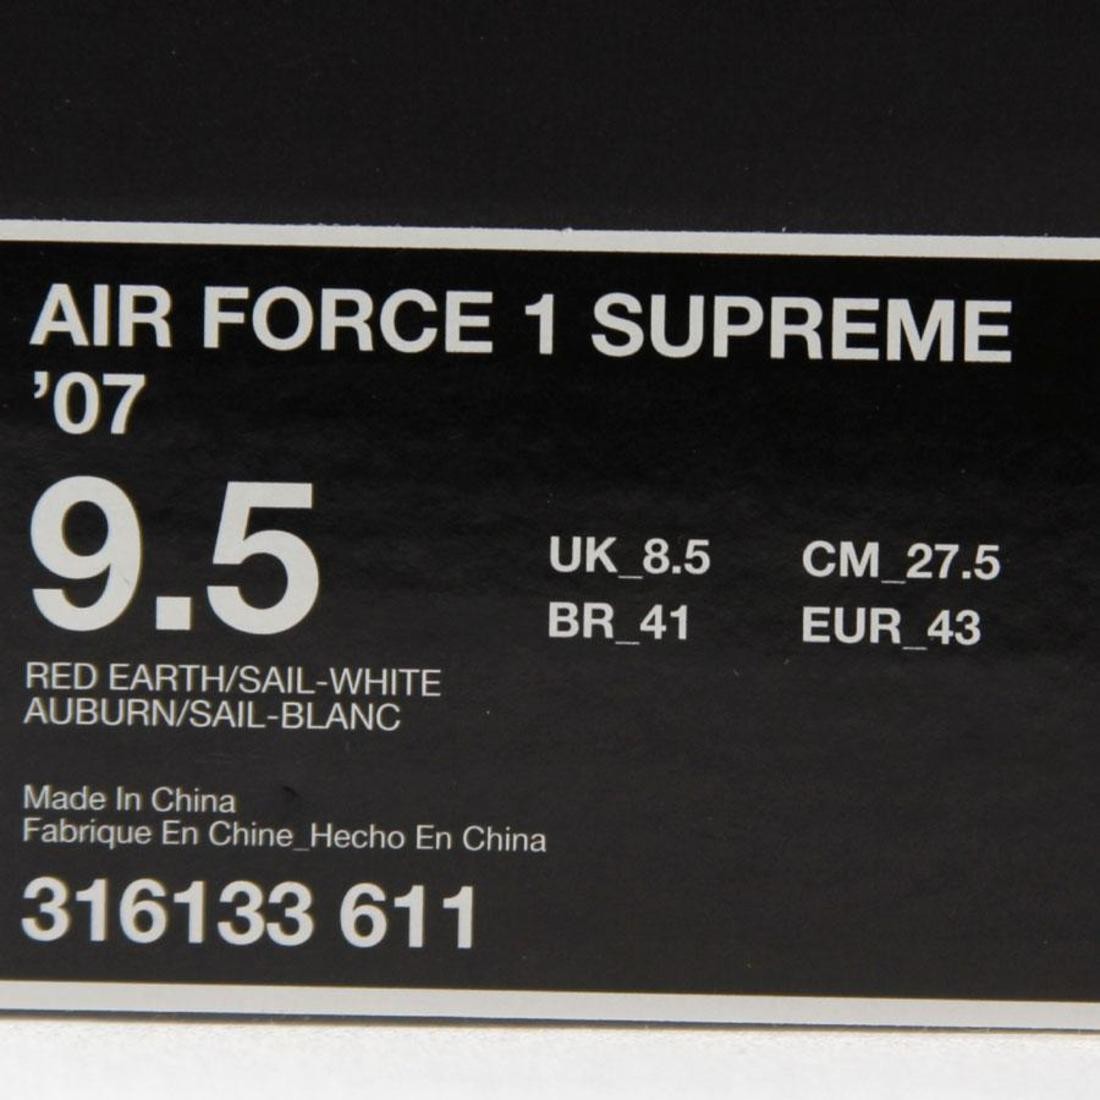 AIR FORCE 1 SUPREME
’07
9.5
UK_8.5 CM_27.5
BR_41 EUR_43
RED EARTH/SAIL-WHITE
AUBURN/SAIL-BLANC
Made In China
Fabrique En Chine_Hecho En China
316133 611